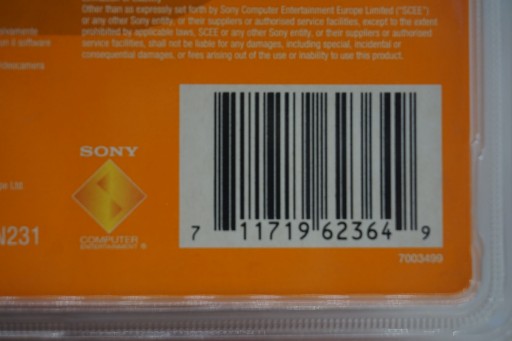 Other than as expressly set forth by Sony Computer Entertainment Europe Limited ("SCEE")
or any other Sony entity, or their suppliers or authorised service facilities, except to the extent
prohibited by applicable laws, SCEE or any other Sony entity, or their suppliers or authorised
service facilities, shall not be liable for any damages, including special, incidental or
consequential damages, or fees arising out of the use or inability to use this product.
il software
SONY
COMPUTER
ENTERTAINMENT
Ltd
N231
7 11719 62364 9
7003499